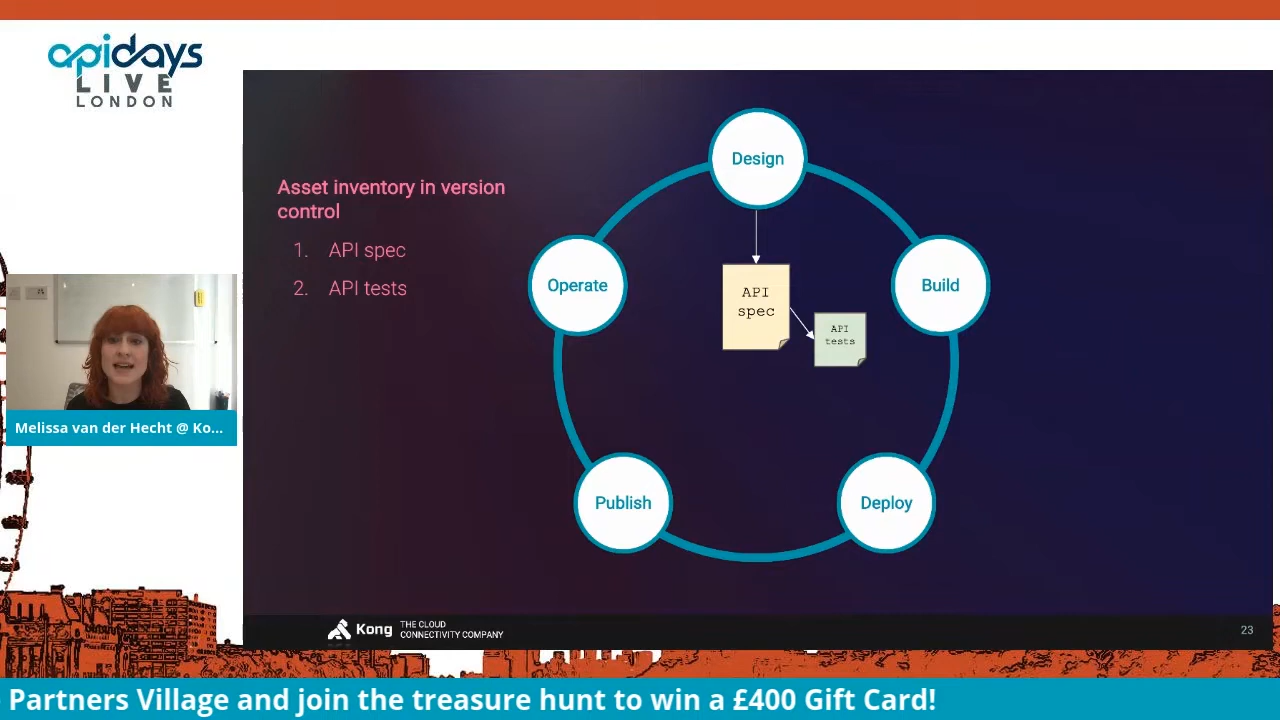 apidays
LIVE
LONDON
Asset inventory in version
control
1. API spec
2. API tests
Design
Operate
Build
API
spec
API
tests
Publish
Deploy
Melissa van der Hecht @ Ko...
Kong
THE CLOUD
CONNECTIVITY COMPANY
23
Partners Village and join the treasure hunt to win a £400 Gift Card!